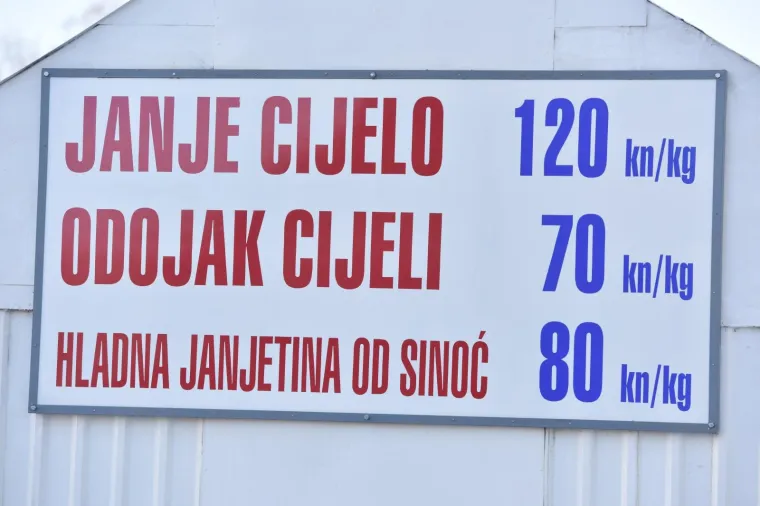 JANJE CIJELO 120 kn/kg
ODOJAK CIJELI 70 kn/kg
HLADNA JANJETINA OD SINOĆ 80 kn/kg